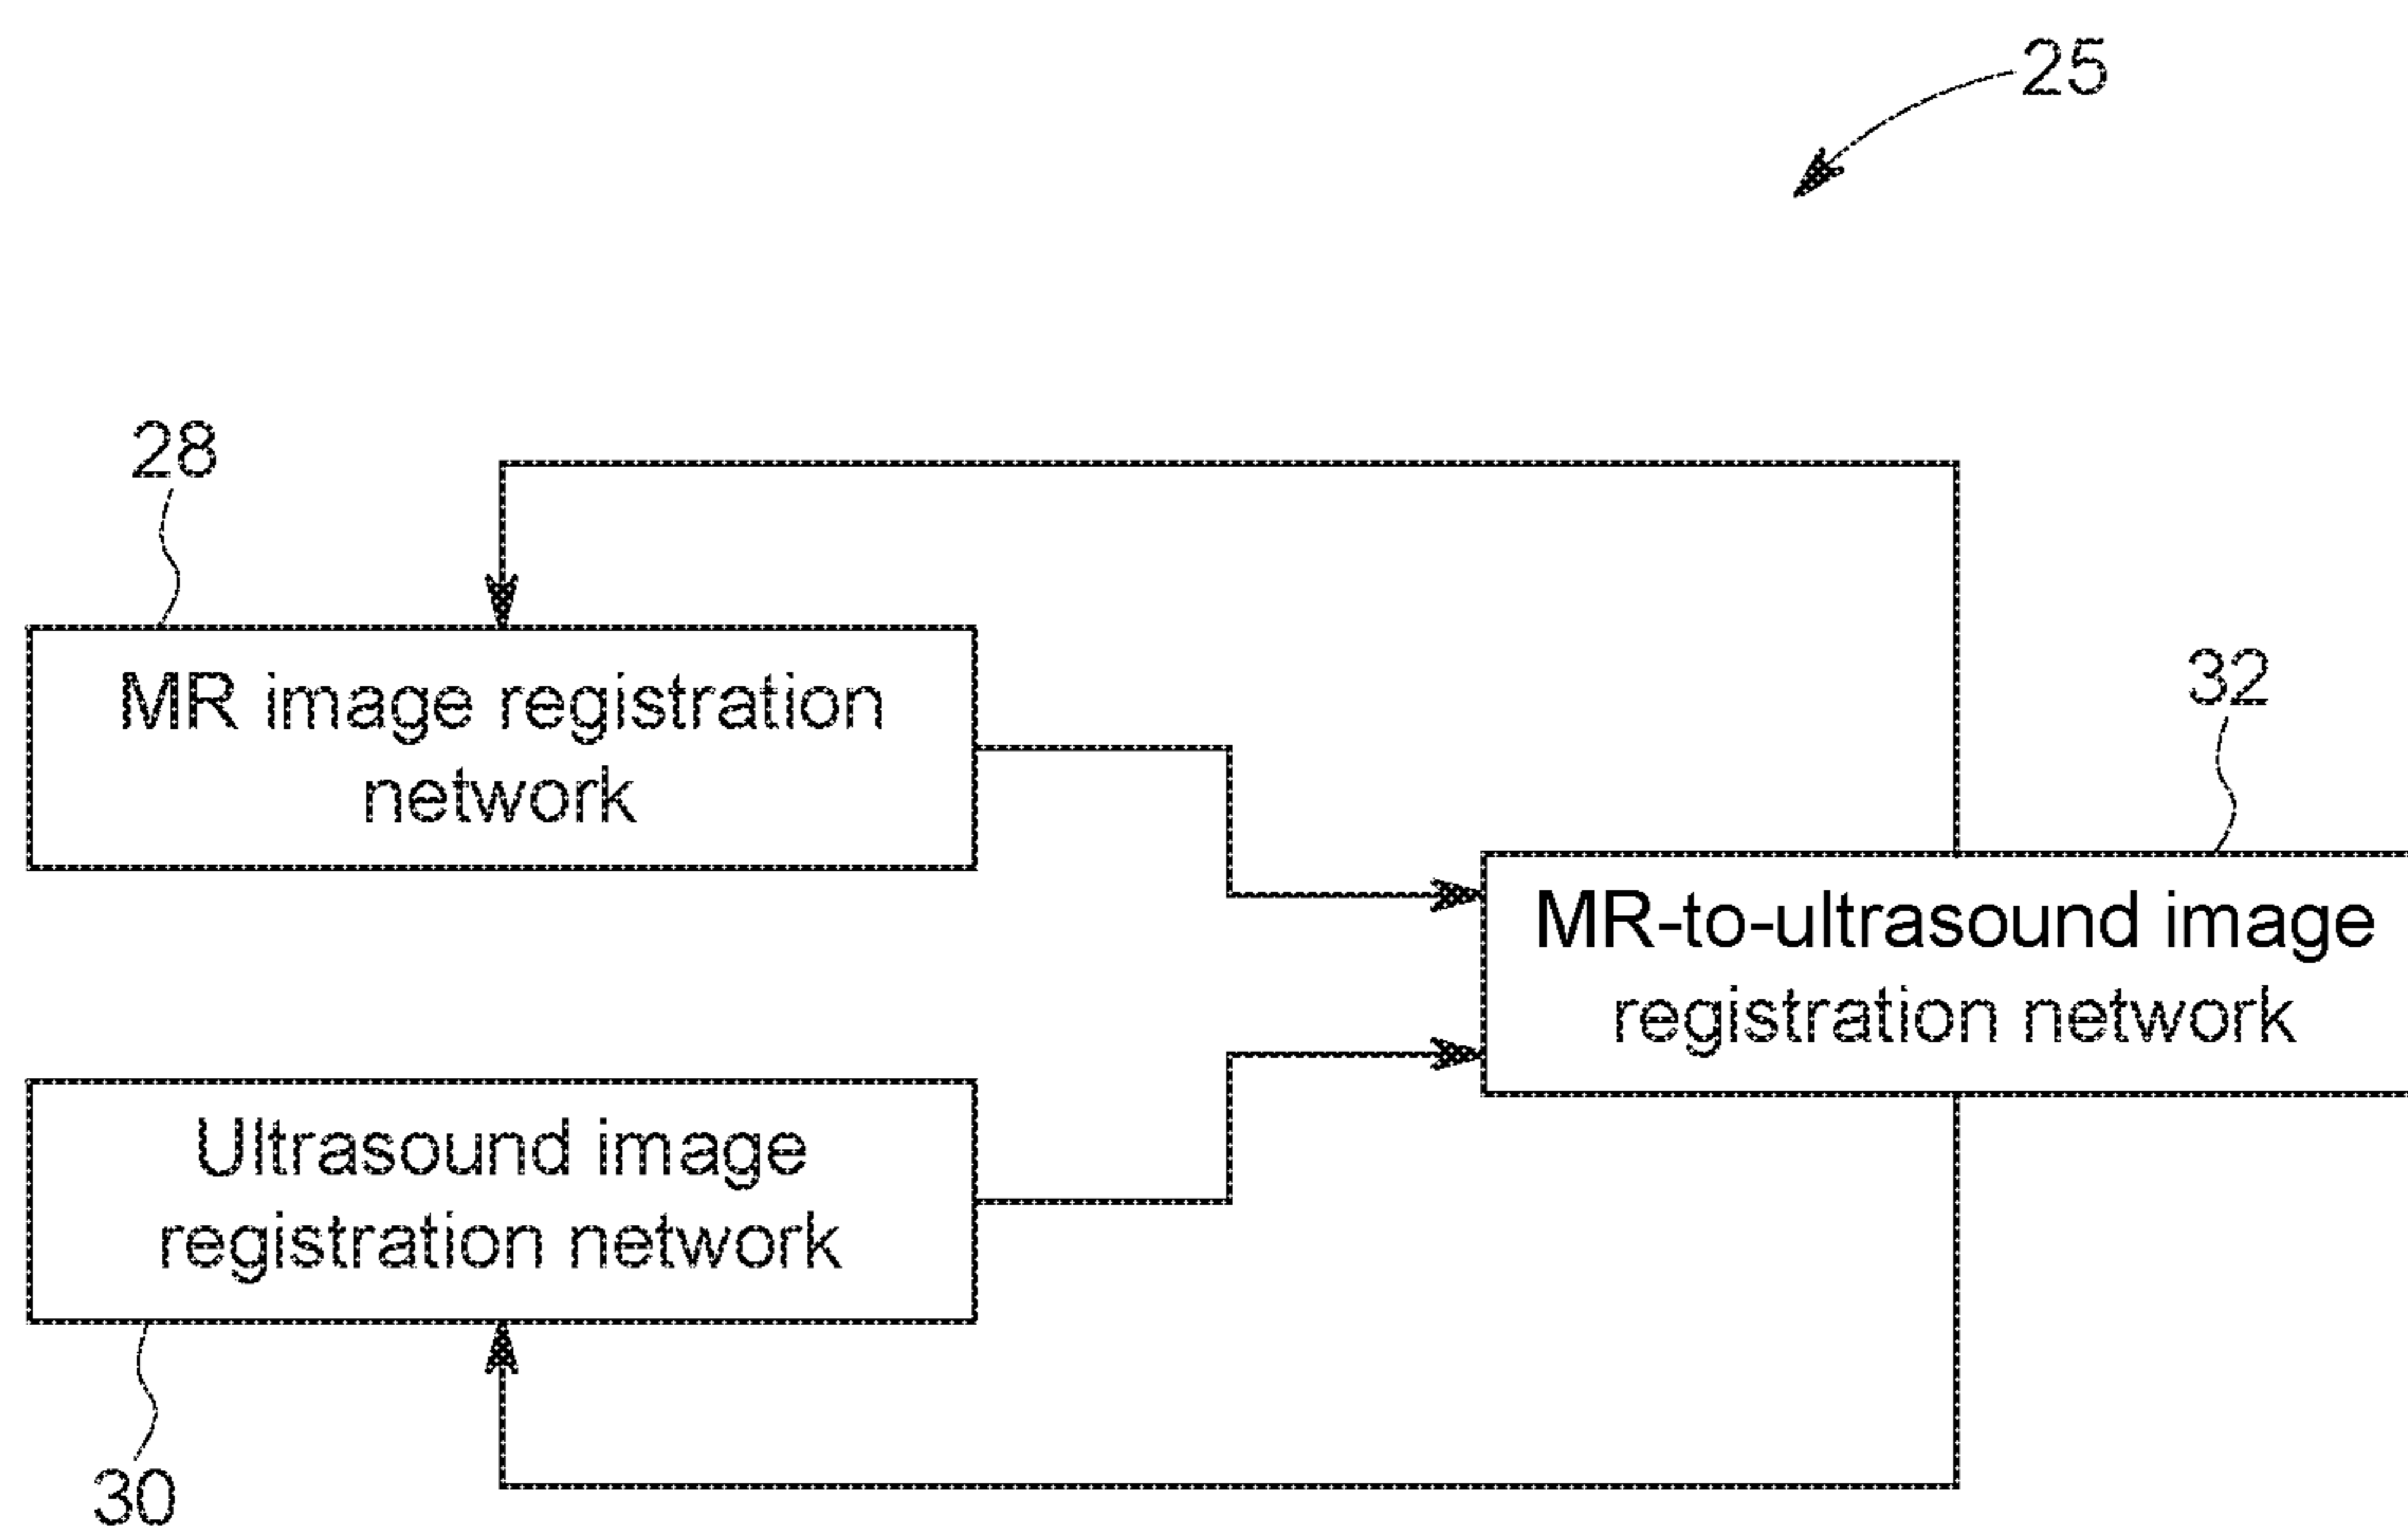 25
28
MR image registration
network
32
MR-to-ultrasound image
registration network
Ultrasound image
registration network
30